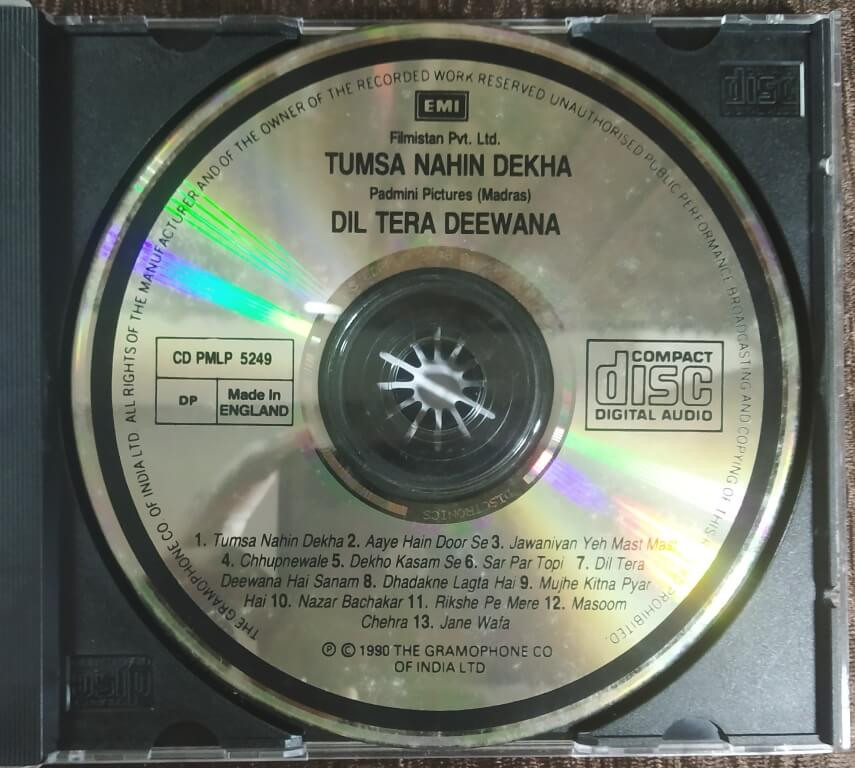 THE GRAMOPHONE CO OF INDIA LTD ALL RIGHTS OF THE MANUFACTURER AND OF THE OWNER OF THE RECORDED WORK RESERVED UNAUTHORISED PUBLIC PERFORMANCE BROADCASTING AND COPYING OF THIS PROHIBITED.
EMI
Filmistan Pvt. Ltd.
TUMSA NAHIN DEKHA
Padmini Pictures (Madras)
DIL TERA DEEWANA
CD PMLP 5249
DP
Made In
ENGLAND
COMPACT
disc
DIGITAL AUDIO
DISCTRONICS
1. Tumsa Nahin Dekha 2. Aaye Hain Door Se 3. Jawaniyan Yeh Mast Mast
4. Chhupnewale 5. Dekho Kasam Se 6. Sar Par Topi 7. Dil Tera
Deewana Hai Sanam 8. Dhadakne Lagta Hai 9. Mujhe Kitna Pyar
Hai 10. Nazar Bachakar 11. Rikshe Pe Mere 12. Masoom
Chehra 13. Jane Wafa
℗ © 1990 THE GRAMOPHONE CO
OF INDIA LTD
disc
disc